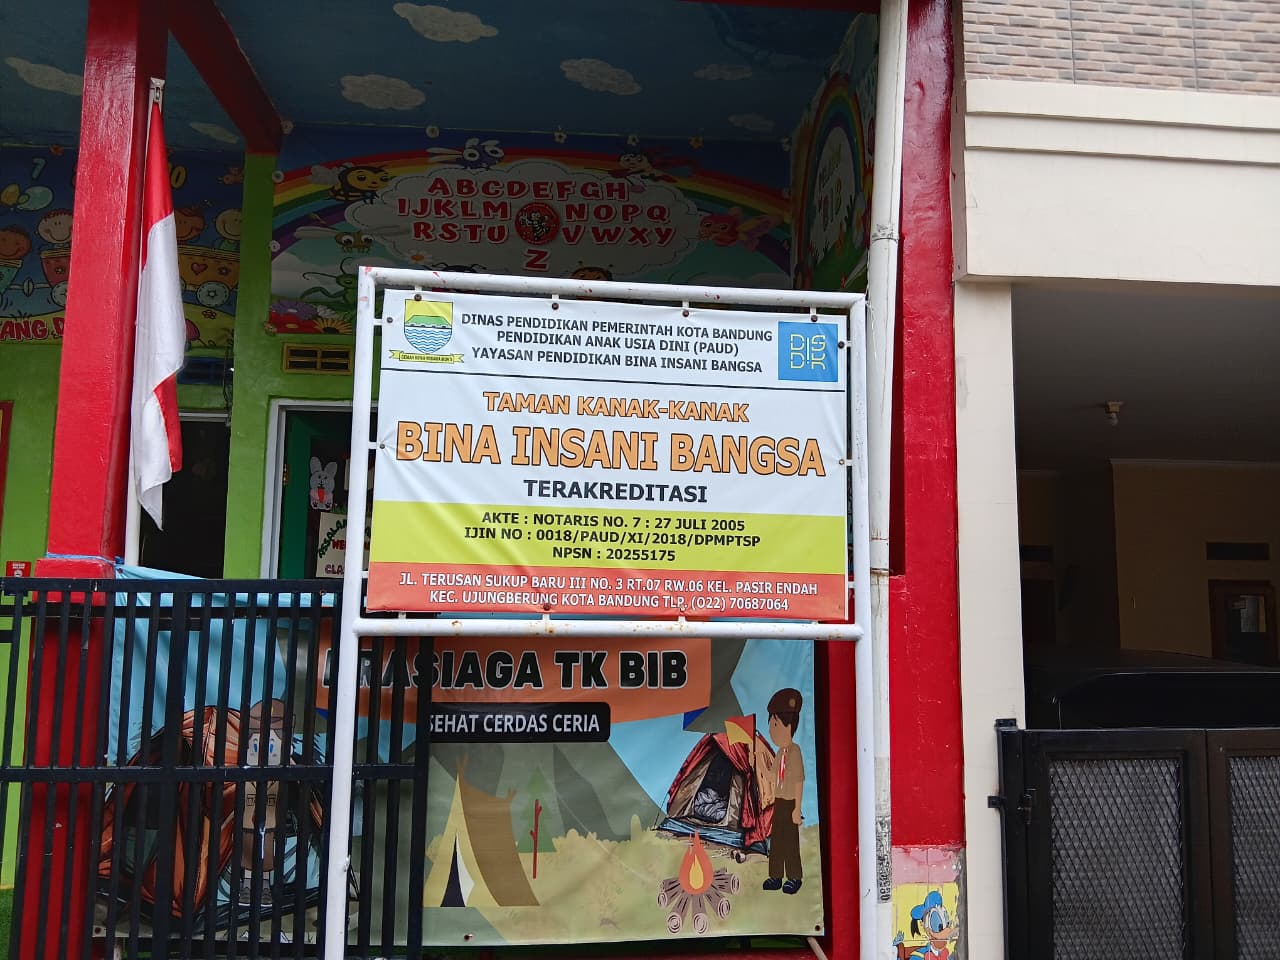 763
ABCDEFGH
IJKLM NOPQ
RSTU VWXY
Z
DINAS PENDIDIKAN PEMERINTAH KOTA BANDUNG
PENDIDIKAN ANAK USIA DINI (PAUD)
YAYASAN PENDIDIKAN BINA INSANI BANGSA
DISDIK
TAMAN KANAK-KANAK
BINA INSANI BANGSA
TERAKREDITASI
AKTE : NOTARIS NO. 7 : 27 JULI 2005
IJIN NO : 0018/PAUD/XI/2018/DPMPTSP
NPSN : 20255175
JL. TERUSAN SUKUP BARU III NO. 3 RT.07 RW.06 KEL. PASIR ENDAH
KEC. UJUNGBERUNG KOTA BANDUNG TLP. (022) 70687064
TK BIB
SEHAT CERDAS CERIA